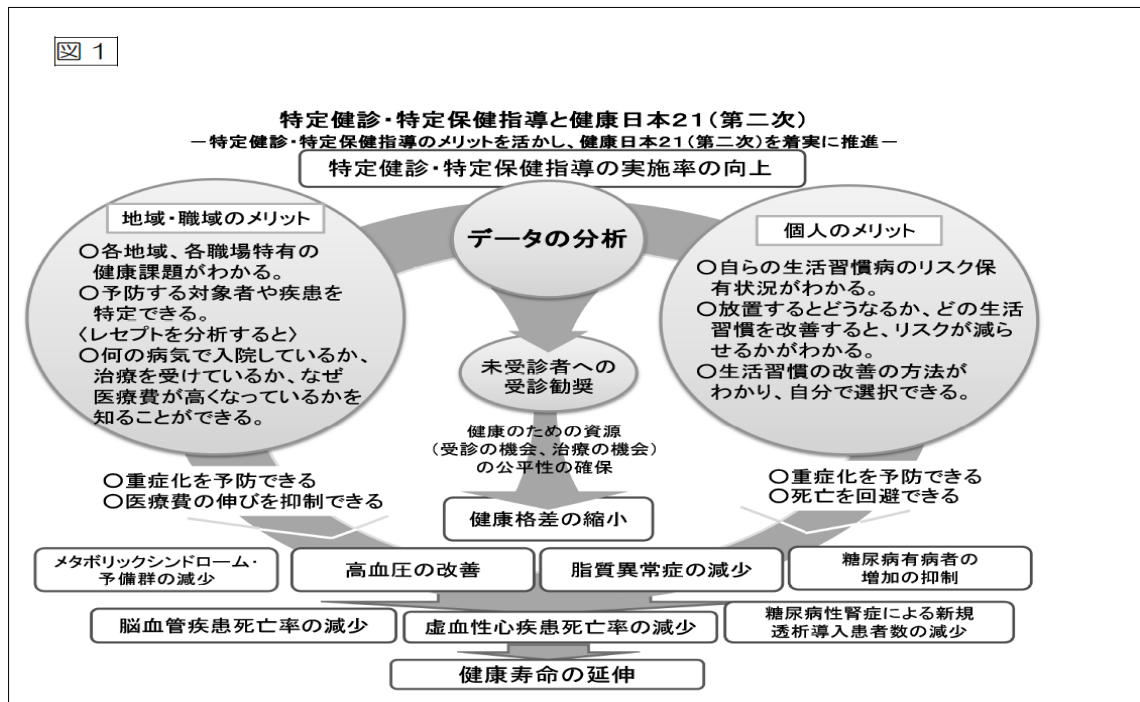 図1
特定健診・特定保健指導と健康日本21(第二次)
―特定健診・特定保健指導のメリットを活かし、健康日本21(第二次)を着実に推進―
特定健診・特定保健指導の実施率の向上
地域・職域のメリット
〇各地域、各職場特有の
健康課題がわかる。
〇予防する対象者や疾患を
特定できる。
〈レセプトを分析すると〉
〇何の病気で入院しているか、
治療を受けているか、なぜ
医療費が高くなっているかを
知ることができる。
データの分析
個人のメリット
〇自らの生活習慣病のリスク保
有状況がわかる。
〇放置するとどうなるか、どの生活
習慣を改善すると、リスクが減ら
せるかがわかる。
〇生活習慣の改善の方法が
わかり、自分で選択できる。
未受診者への
受診勧奨
健康のための資源
(受診の機会、治療の機会)
の公平性の確保
〇重症化を予防できる
〇医療費の伸びを抑制できる
〇重症化を予防できる
〇死亡を回避できる
健康格差の縮小
メタボリックシンドローム・
予備群の減少
高血圧の改善
脂質異常症の減少
糖尿病有病者の
増加の抑制
脳血管疾患死亡率の減少
虚血性心疾患死亡率の減少
糖尿病性腎症による新規
透析導入患者数の減少
健康寿命の延伸